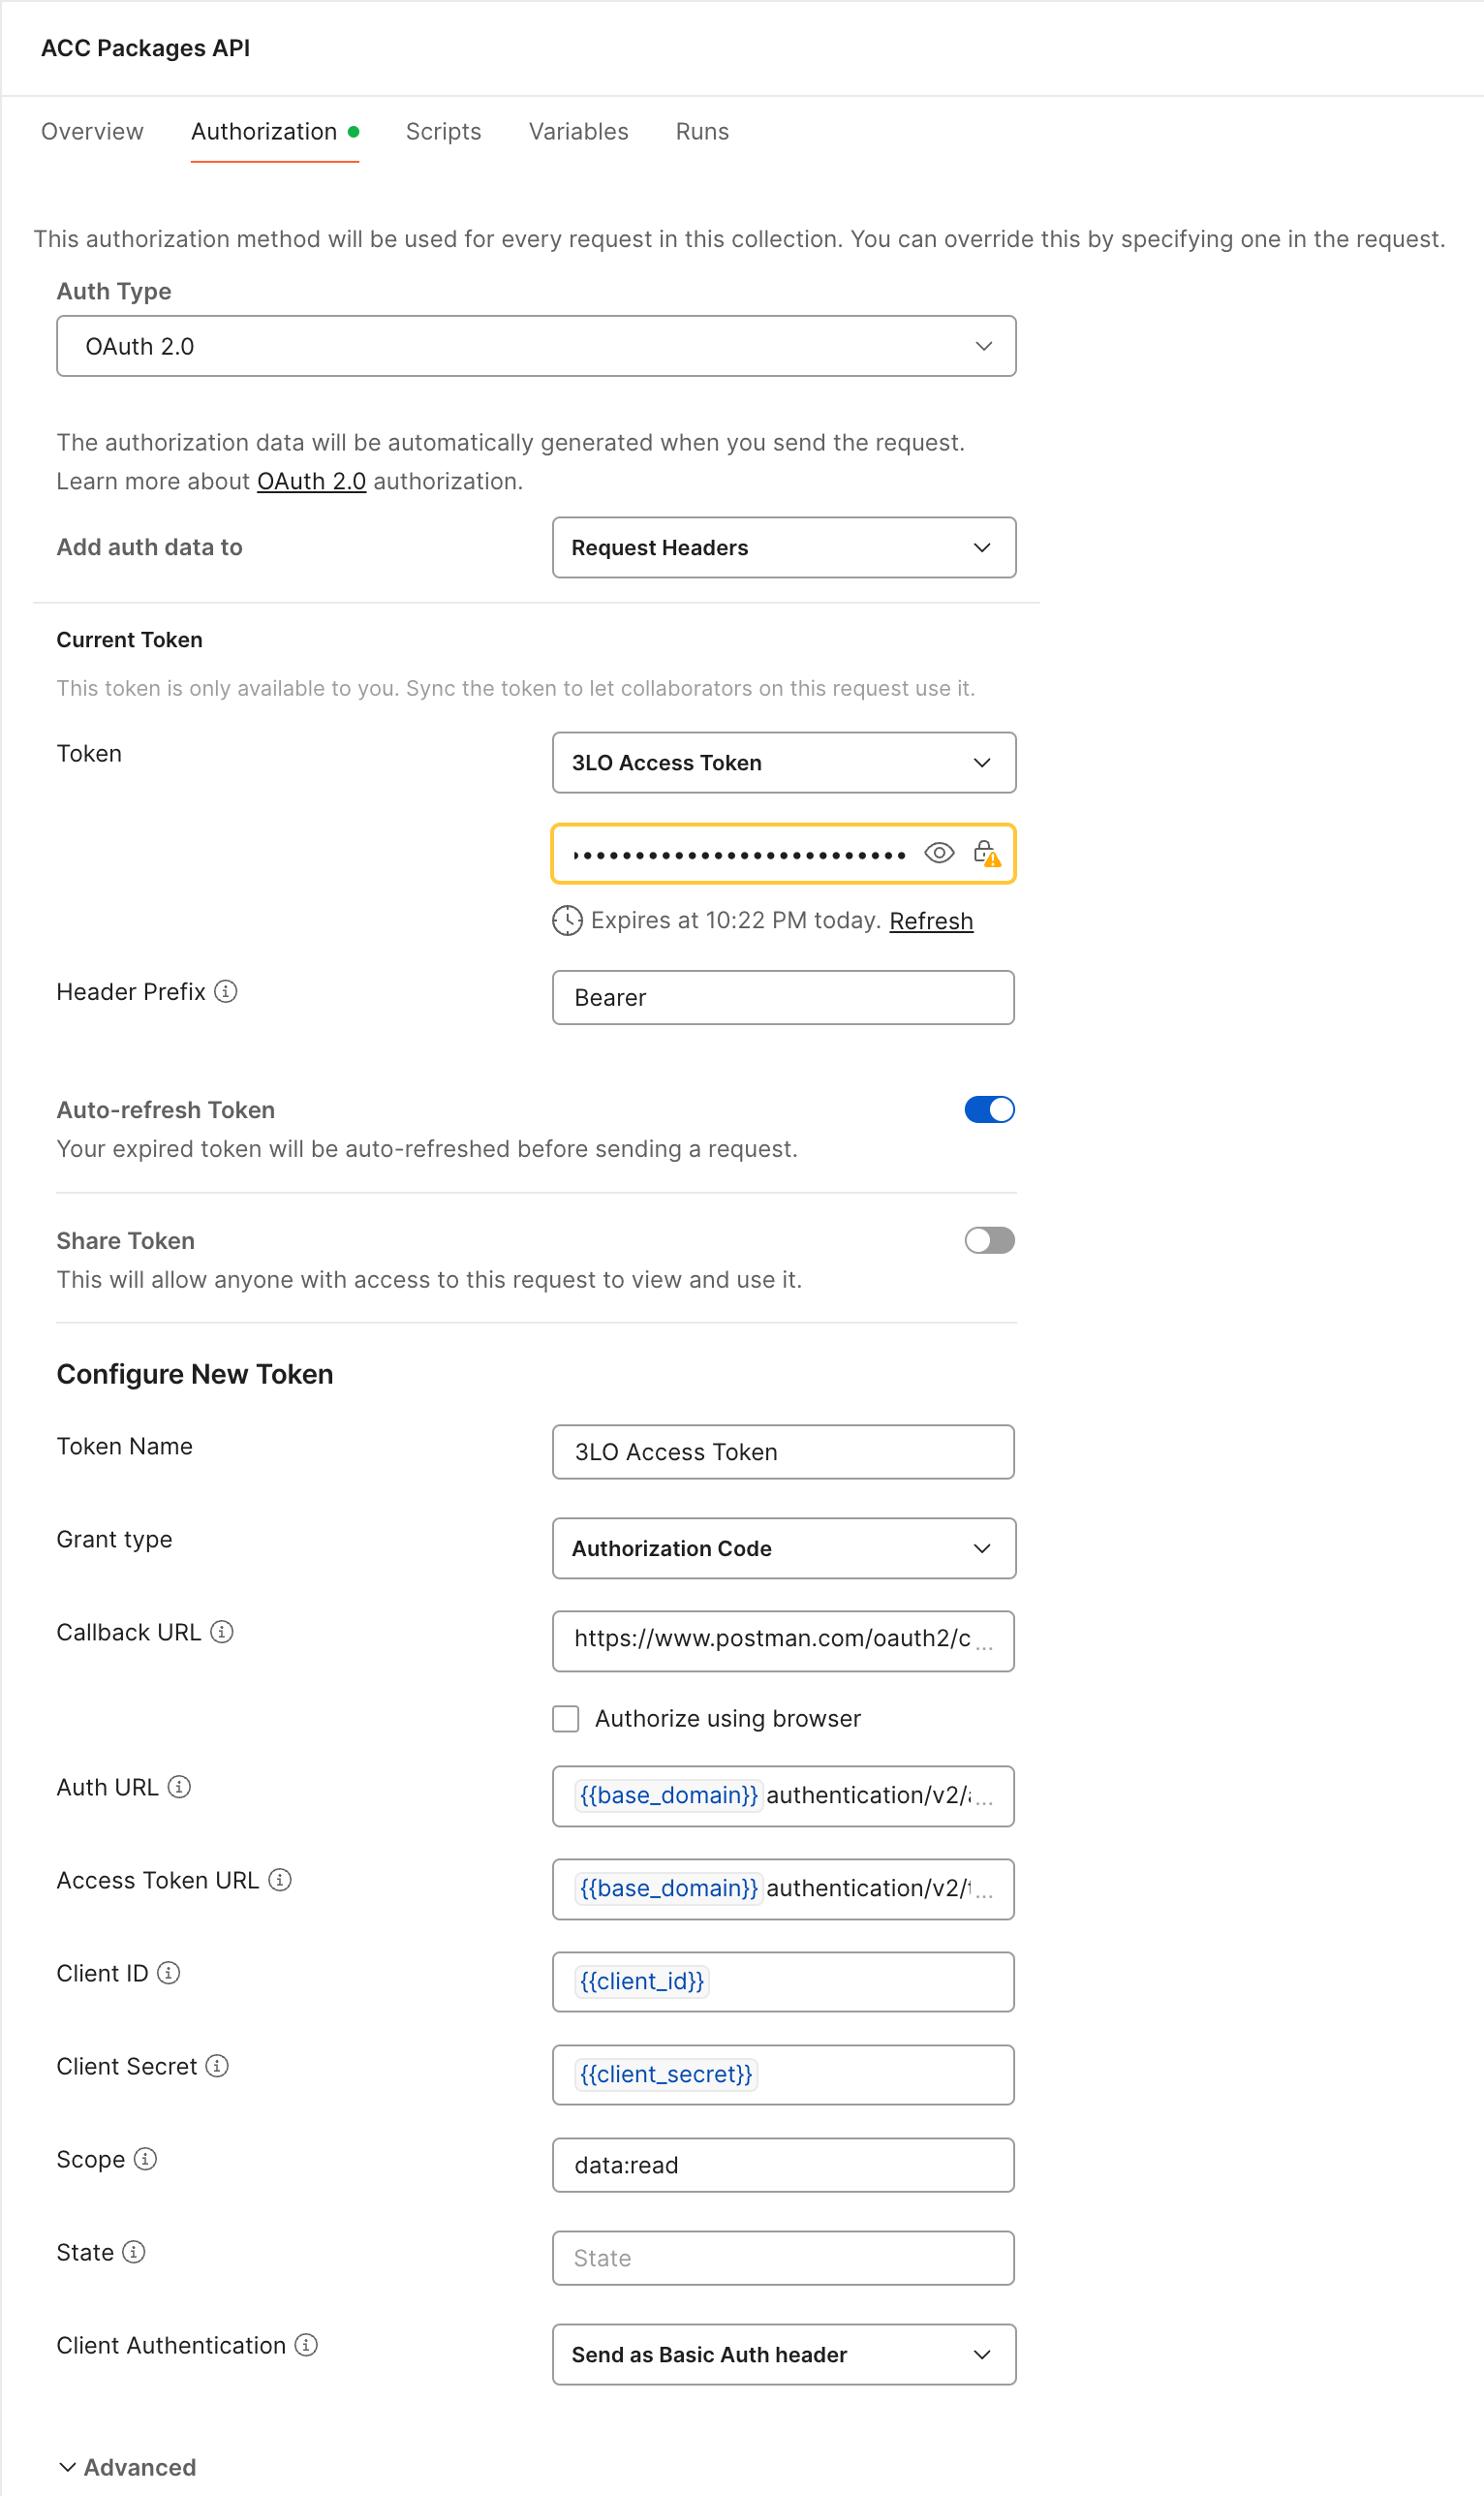 ACC Packages API
Overview
Authorization
Scripts
Variables
Runs
This authorization method will be used for every request in this collection. You can override this by specifying one in the request.
Auth Type
OAuth 2.0
The authorization data will be automatically generated when you send the request.
Learn more about OAuth 2.0 authorization.
Add auth data to
Request Headers
Current Token
This token is only available to you. Sync the token to let collaborators on this request use it.
Token
3LO Access Token
Expires at 10:22 PM today. Refresh
Header Prefix
Bearer
Auto-refresh Token
Your expired token will be auto-refreshed before sending a request.
Share Token
This will allow anyone with access to this request to view and use it.
Configure New Token
Token Name
3LO Access Token
Grant type
Authorization Code
Callback URL
https://www.postman.com/oauth2/c...
Authorize using browser
Auth URL
{{base_domain}}authentication/v2/...
Access Token URL
{{base_domain}}authentication/v2/...
Client ID
{{client_id}}
Client Secret
{{client_secret}}
Scope
data:read
State
State
Client Authentication
Send as Basic Auth header
Advanced